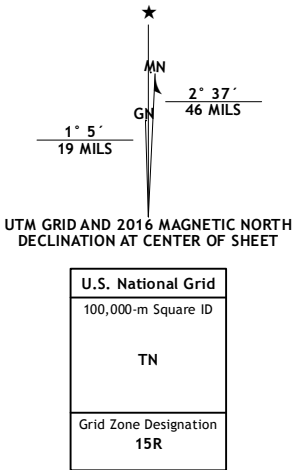 ★
MN
2° 37´
46 MILS
GN
1° 5´
19 MILS
UTM GRID AND 2016 MAGNETIC NORTH
DECLINATION AT CENTER OF SHEET
U.S. National Grid
100,000-m Square ID
TN
Grid Zone Designation
15R